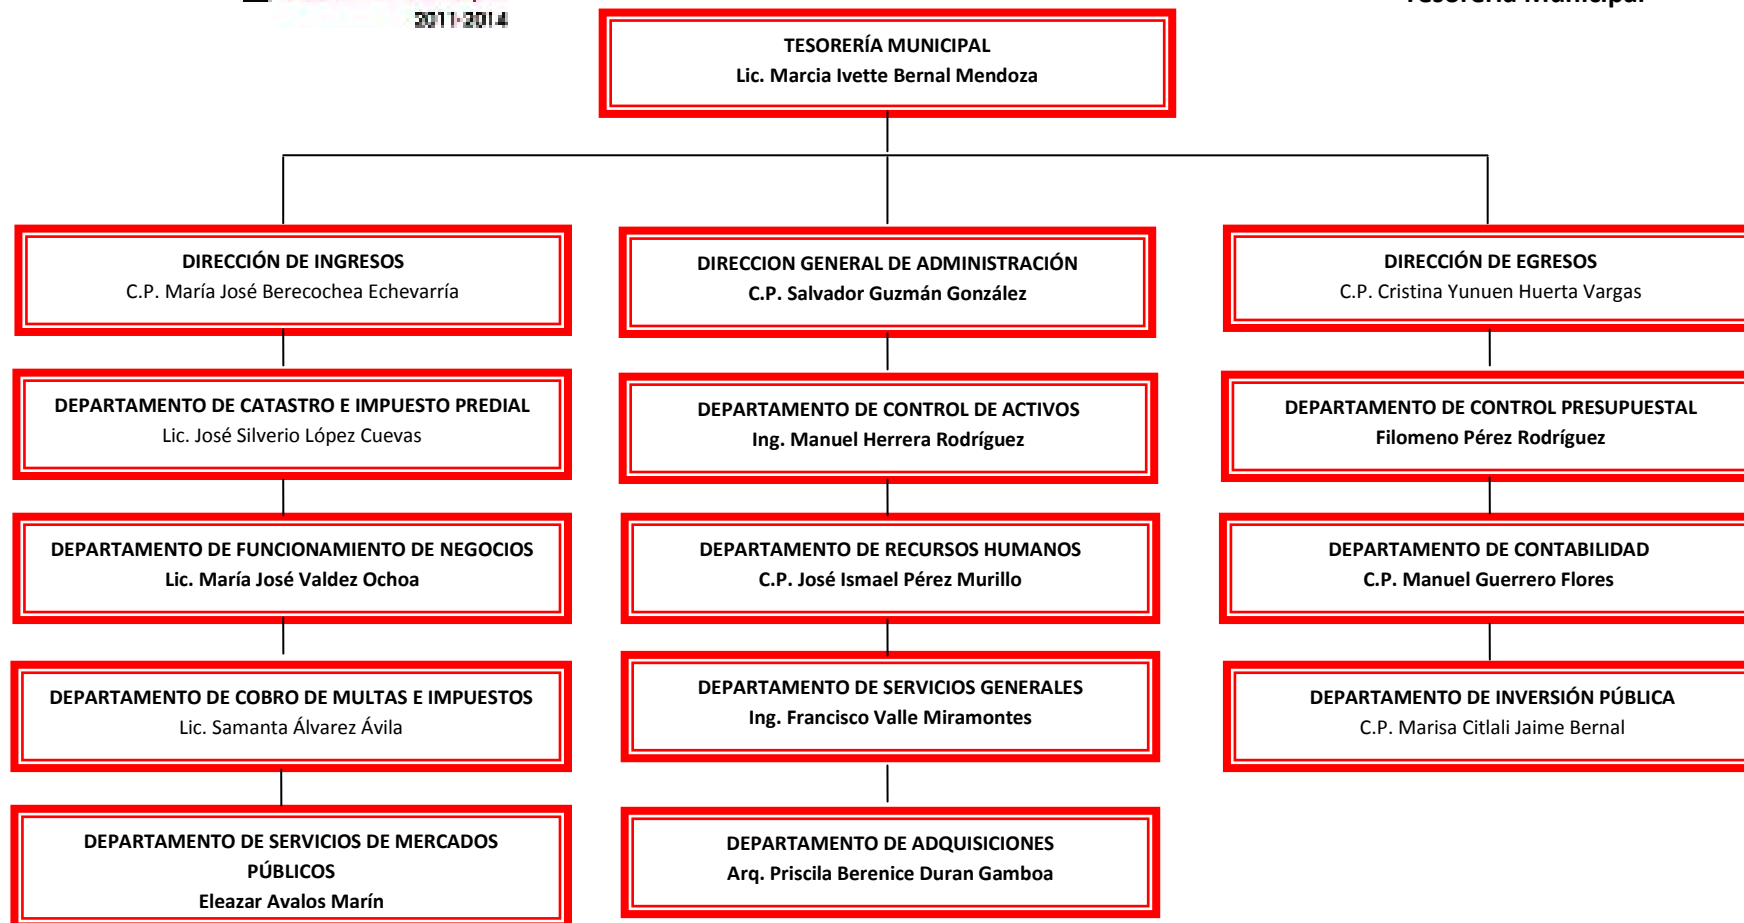 2011-2014
Tesorería Municipal
TESORERÍA MUNICIPAL
Lic. Marcia Ivette Bernal Mendoza
DIRECCIÓN DE INGRESOS
C.P. María José Berecochea Echevarría
DEPARTAMENTO DE CATASTRO E IMPUESTO PREDIAL
Lic. José Silverio López Cuevas
DEPARTAMENTO DE FUNCIONAMIENTO DE NEGOCIOS
Lic. María José Valdez Ochoa
DEPARTAMENTO DE COBRO DE MULTAS E IMPUESTOS
Lic. Samanta Álvarez Ávila
DEPARTAMENTO DE SERVICIOS DE MERCADOS
PÚBLICOS
Eleazar Avalos Marín
DIRECCION GENERAL DE ADMINISTRACIÓN
C.P. Salvador Guzmán González
DEPARTAMENTO DE CONTROL DE ACTIVOS
Ing. Manuel Herrera Rodríguez
DEPARTAMENTO DE RECURSOS HUMANOS
C.P. José Ismael Pérez Murillo
DEPARTAMENTO DE SERVICIOS GENERALES
Ing. Francisco Valle Miramontes
DEPARTAMENTO DE ADQUISICIONES
Arq. Priscila Berenice Duran Gamboa
DIRECCIÓN DE EGRESOS
C.P. Cristina Yunuen Huerta Vargas
DEPARTAMENTO DE CONTROL PRESUPUESTAL
Filomeno Pérez Rodríguez
DEPARTAMENTO DE CONTABILIDAD
C.P. Manuel Guerrero Flores
DEPARTAMENTO DE INVERSIÓN PÚBLICA
C.P. Marisa Citlali Jaime Bernal